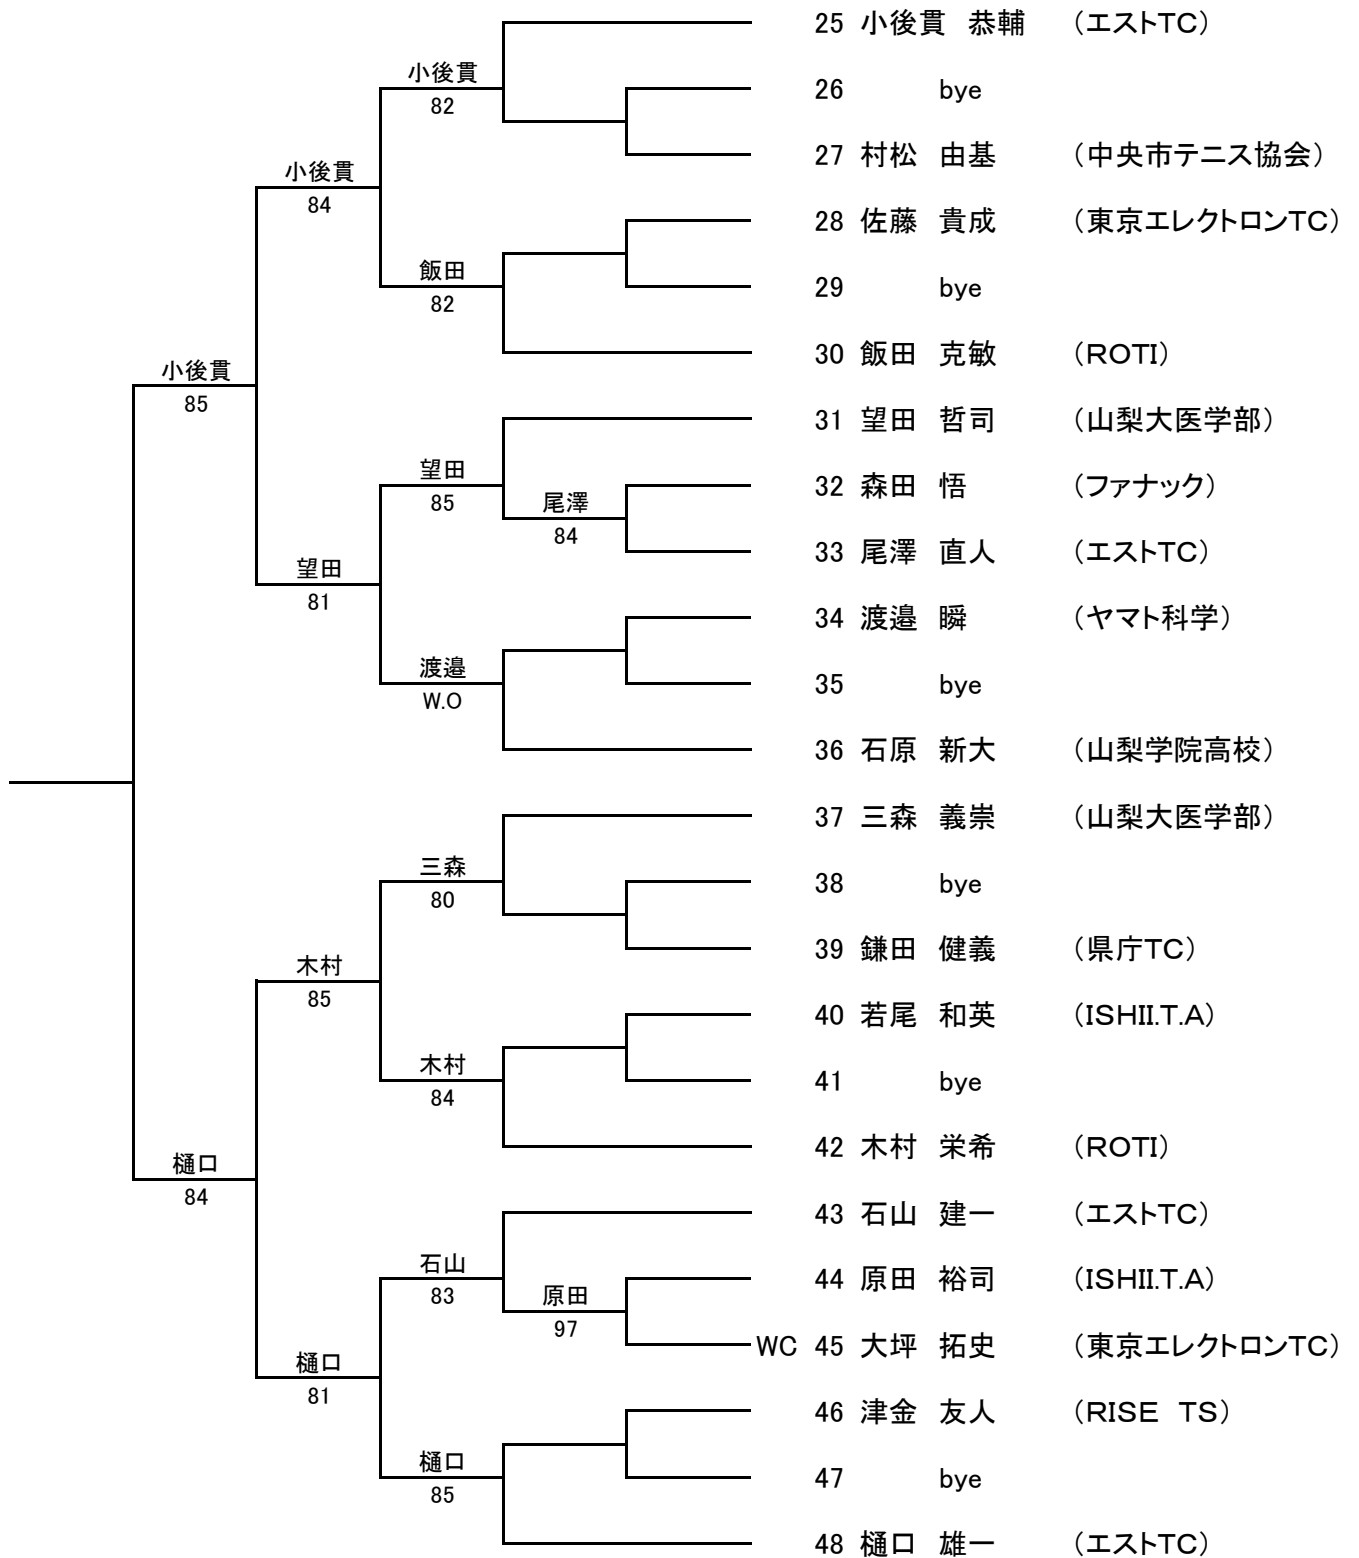 25 小後貫 恭輔 （エストTC）
小後貫
82
26 bye
27 村松 由基 （中央市テニス協会）
小後貫
84
28 佐藤 貴成 （東京エレクトロンTC）
飯田
82
29 bye
30 飯田 克敏 （ROTI）
小後貫
85
31 望田 哲司 （山梨大医学部）
望田
85
32 森田 悟 （ファナック）
尾澤
84
33 尾澤 直人 （エストTC）
望田
81
34 渡邉 瞬 （ヤマト科学）
渡邉
W.O
35 bye
36 石原 新大 （山梨学院高校）
37 三森 義崇 （山梨大医学部）
三森
80
38 bye
39 鎌田 健義 （県庁TC）
木村
85
40 若尾 和英 （ISHII.T.A）
木村
84
41 bye
42 木村 栄希 （ROTI）
樋口
84
43 石山 建一 （エストTC）
石山
83
44 原田 裕司 （ISHII.T.A）
原田
97
WC 45 大坪 拓史 （東京エレクトロンTC）
樋口
81
46 津金 友人 （RISE TS）
樋口
85
47 bye
48 樋口 雄一 （エストTC）